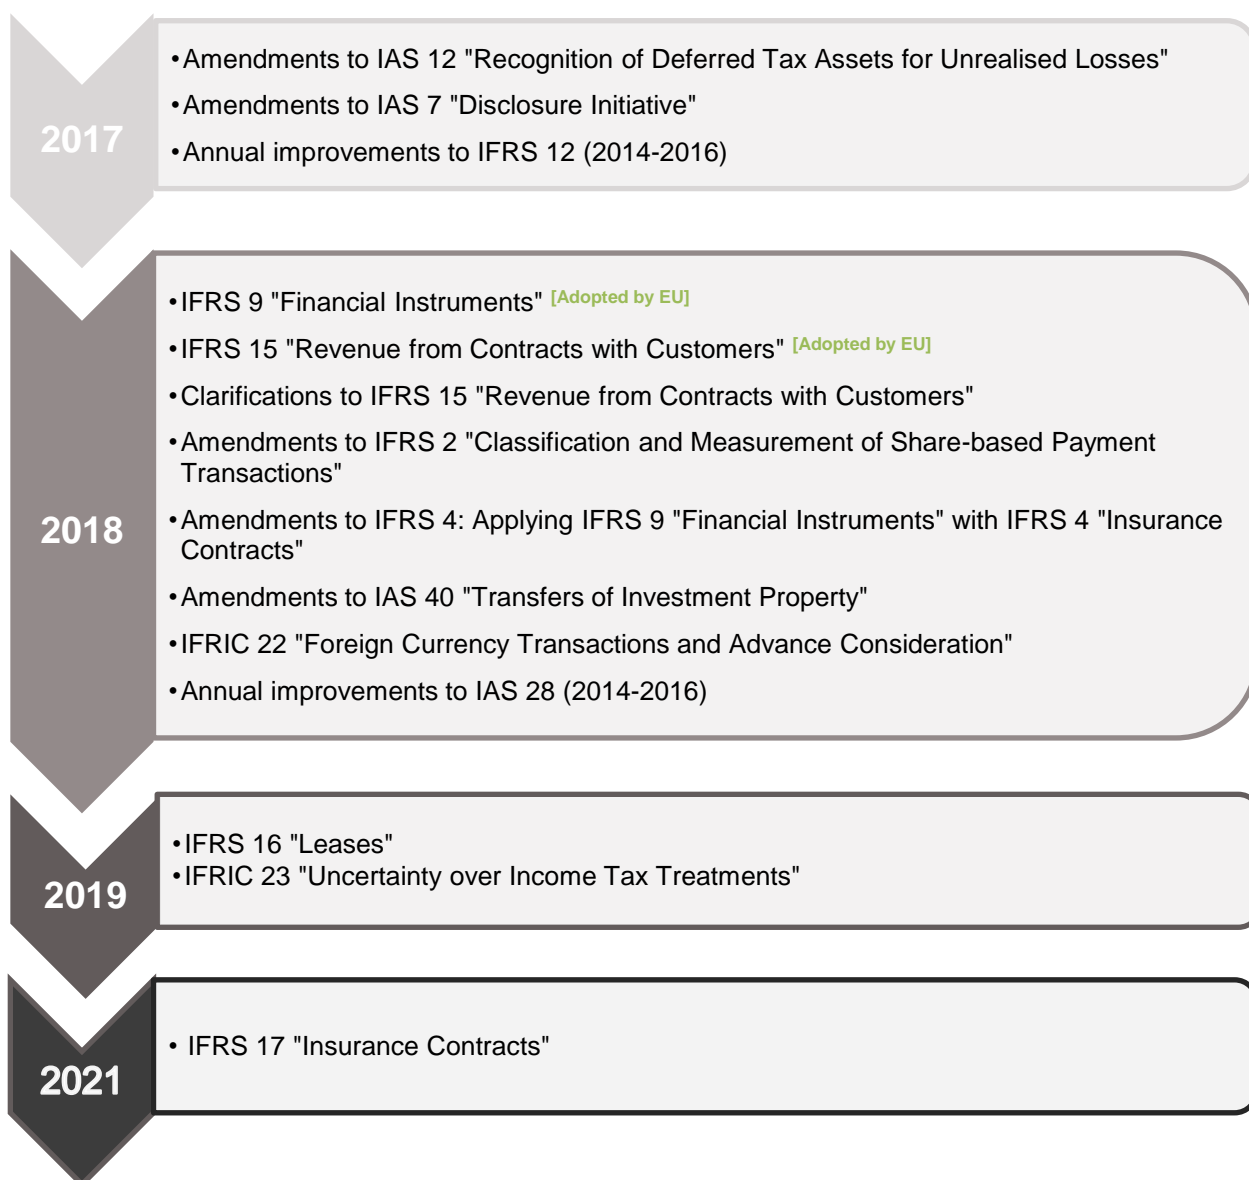 2017
•Amendments to IAS 12 "Recognition of Deferred Tax Assets for Unrealised Losses"
•Amendments to IAS 7 "Disclosure Initiative"
•Annual improvements to IFRS 12 (2014-2016)
2018
•IFRS 9 "Financial Instruments" [Adopted by EU]
•IFRS 15 "Revenue from Contracts with Customers" [Adopted by EU]
•Clarifications to IFRS 15 "Revenue from Contracts with Customers"
•Amendments to IFRS 2 "Classification and Measurement of Share-based Payment
Transactions"
•Amendments to IFRS 4: Applying IFRS 9 "Financial Instruments" with IFRS 4 "Insurance
Contracts"
•Amendments to IAS 40 "Transfers of Investment Property"
•IFRIC 22 "Foreign Currency Transactions and Advance Consideration"
•Annual improvements to IAS 28 (2014-2016)
2019
•IFRS 16 "Leases"
•IFRIC 23 "Uncertainty over Income Tax Treatments"
2021
• IFRS 17 "Insurance Contracts"